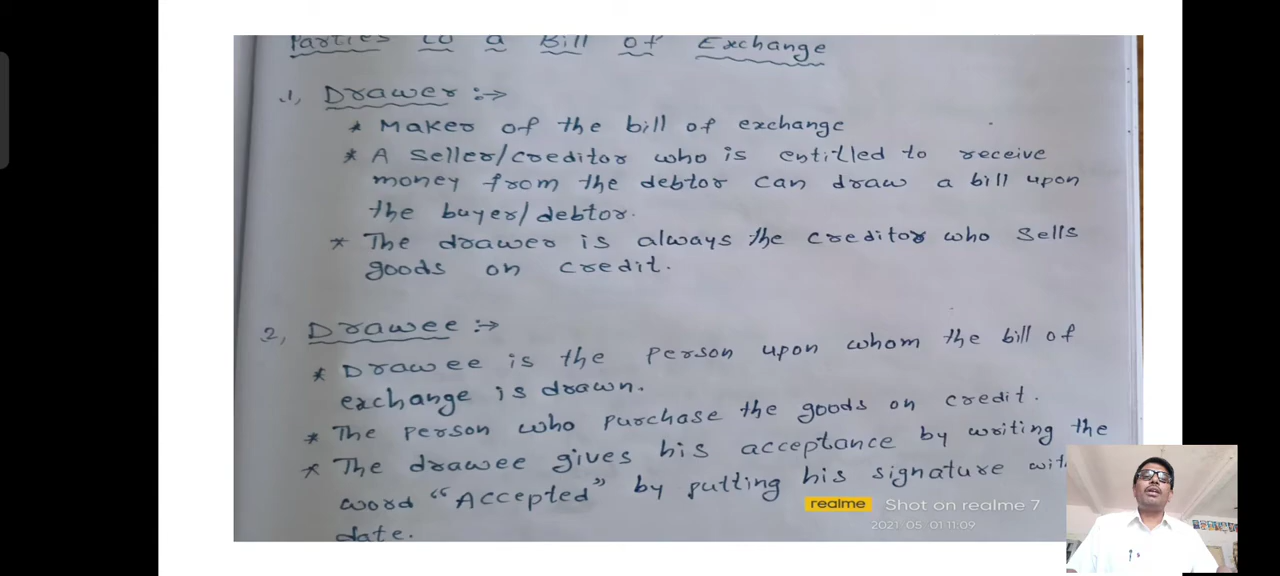 Parties to a Bill of Exchange
1, Drawer :→
* Maker of the bill of exchange
* A seller/creditor who is entitled to receive
money from the debtor can draw a bill upon
the buyer/debtor.
* The drawer is always the creditor who sells
goods on credit.
2, Drawee :→
* Drawee is the person upon whom the bill of
exchange is drawn.
* The person who purchase the goods on credit.
* The drawee gives his acceptance by writing the
word "Accepted" by putting his signature with
date.
realme Shot on realme 7
2021.05.01 11:09